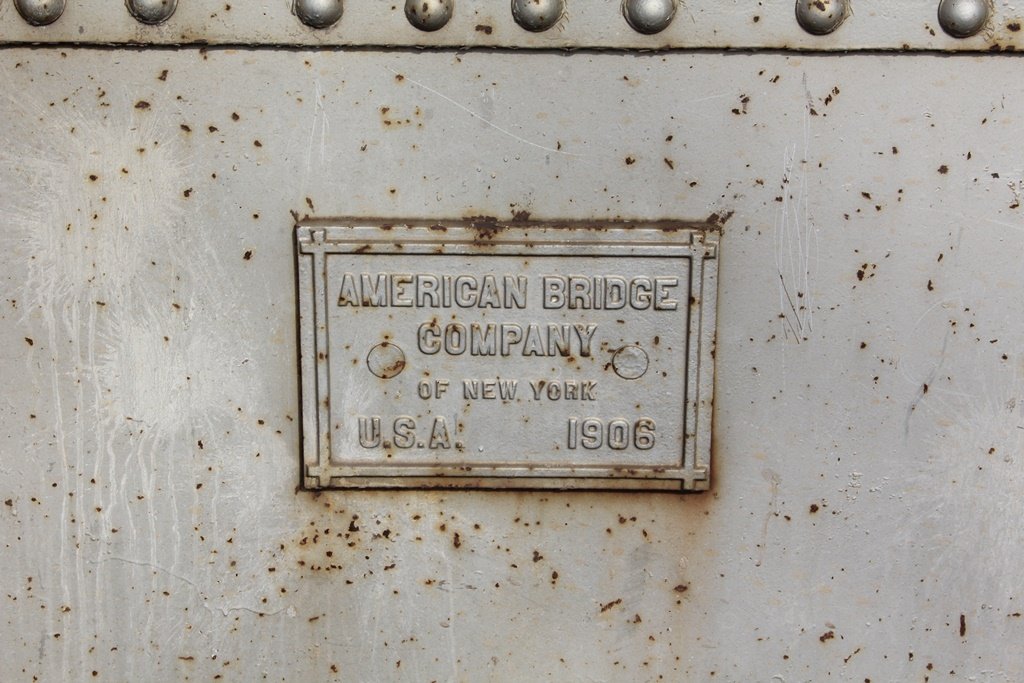 AMERICAN BRIDGE
COMPANY
OF NEW YORK
U.S.A. 1906